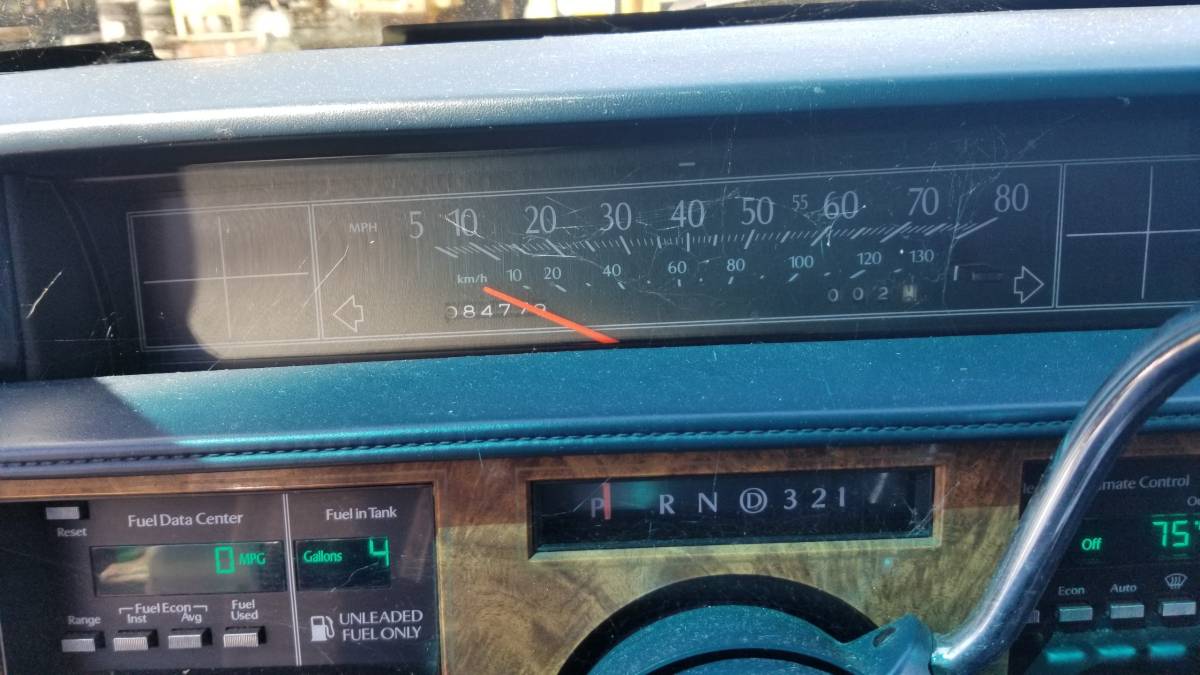 MPH 5 10 20 30 40 50 55 60 70 80
km/h 10 20 40 60 80 100 120 130
002
Fuel Data Center
Fuel in Tank
Reset
0 MPG
Gallons 4
Range
Fuel Econ
Inst Avg
Fuel
Used
UNLEADED
FUEL ONLY
P R N D 3 2 1
Control
Off 75
Econ Auto